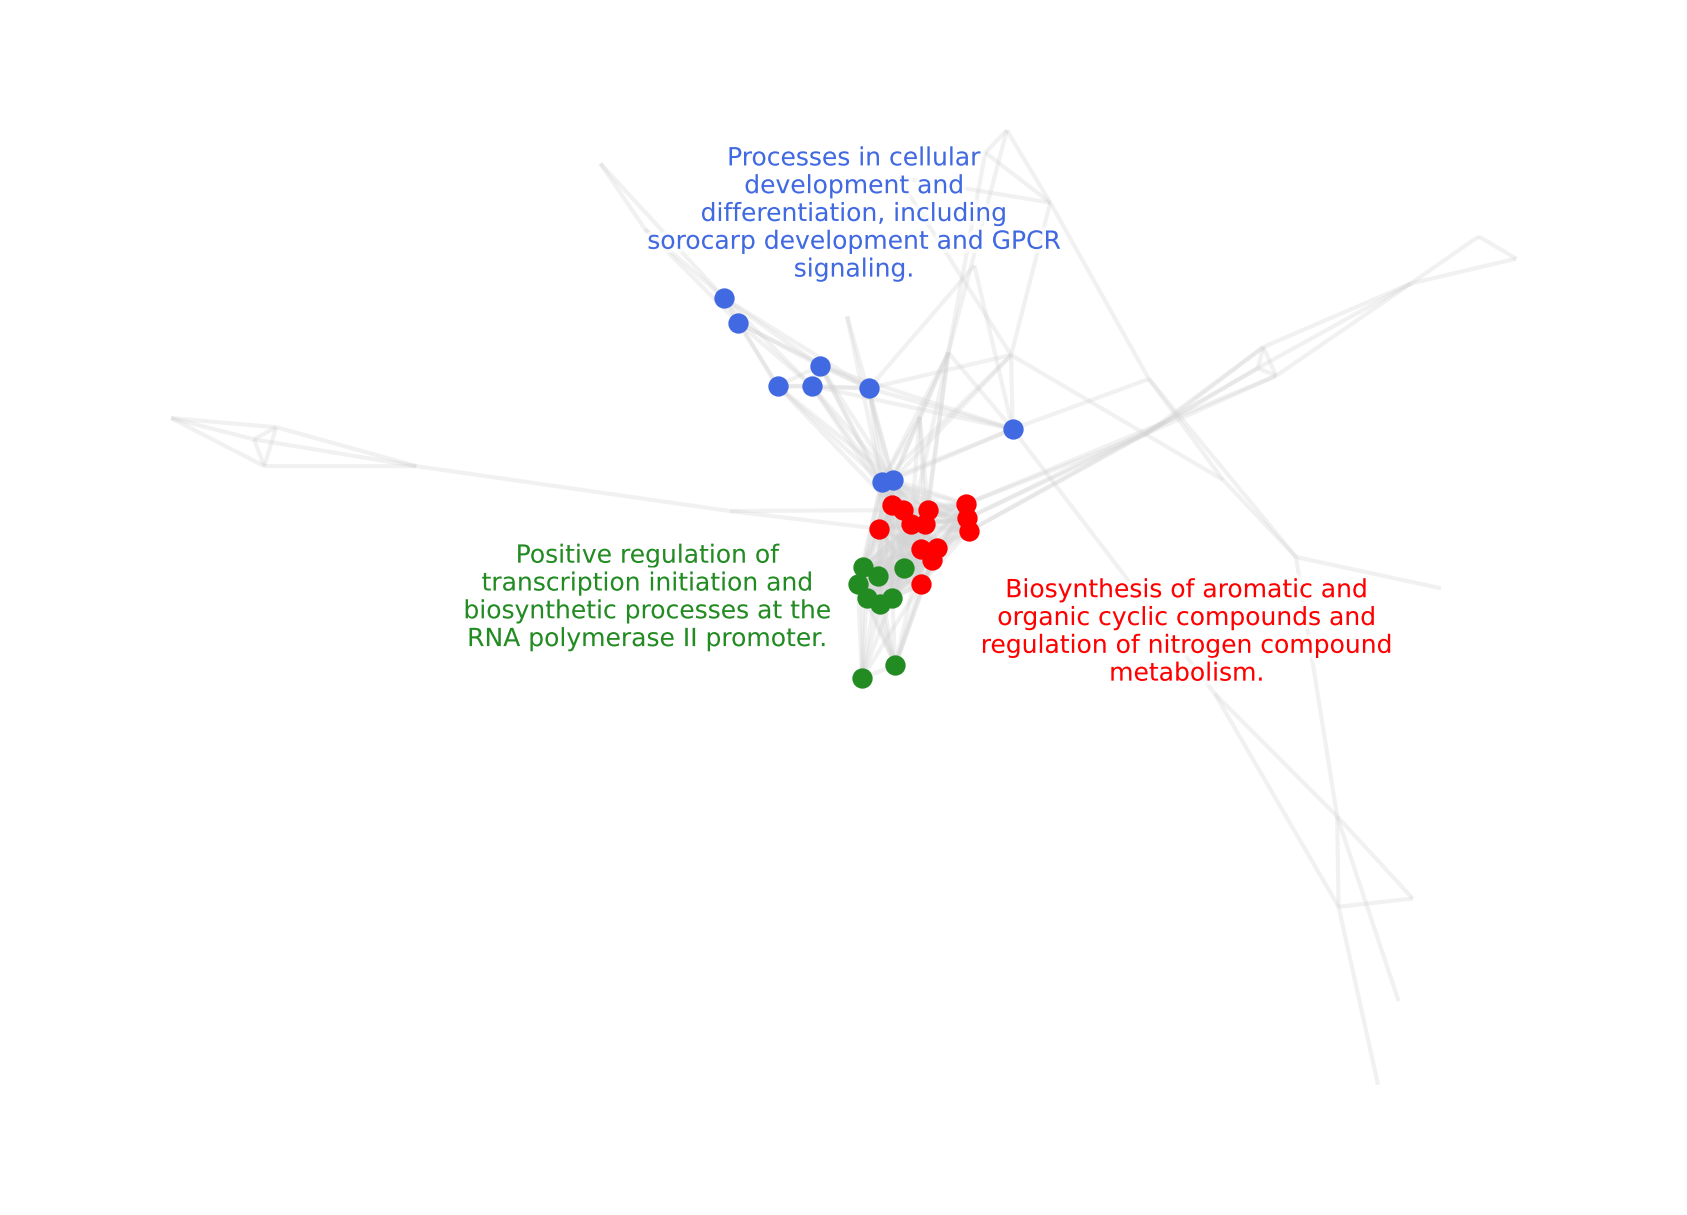 Processes in cellular
development and
differentiation, including
sorocarp development and GPCR
signaling.
Positive regulation of
transcription initiation and
biosynthetic processes at the
RNA polymerase II promoter.
Biosynthesis of aromatic and
organic cyclic compounds and
regulation of nitrogen compound
metabolism.